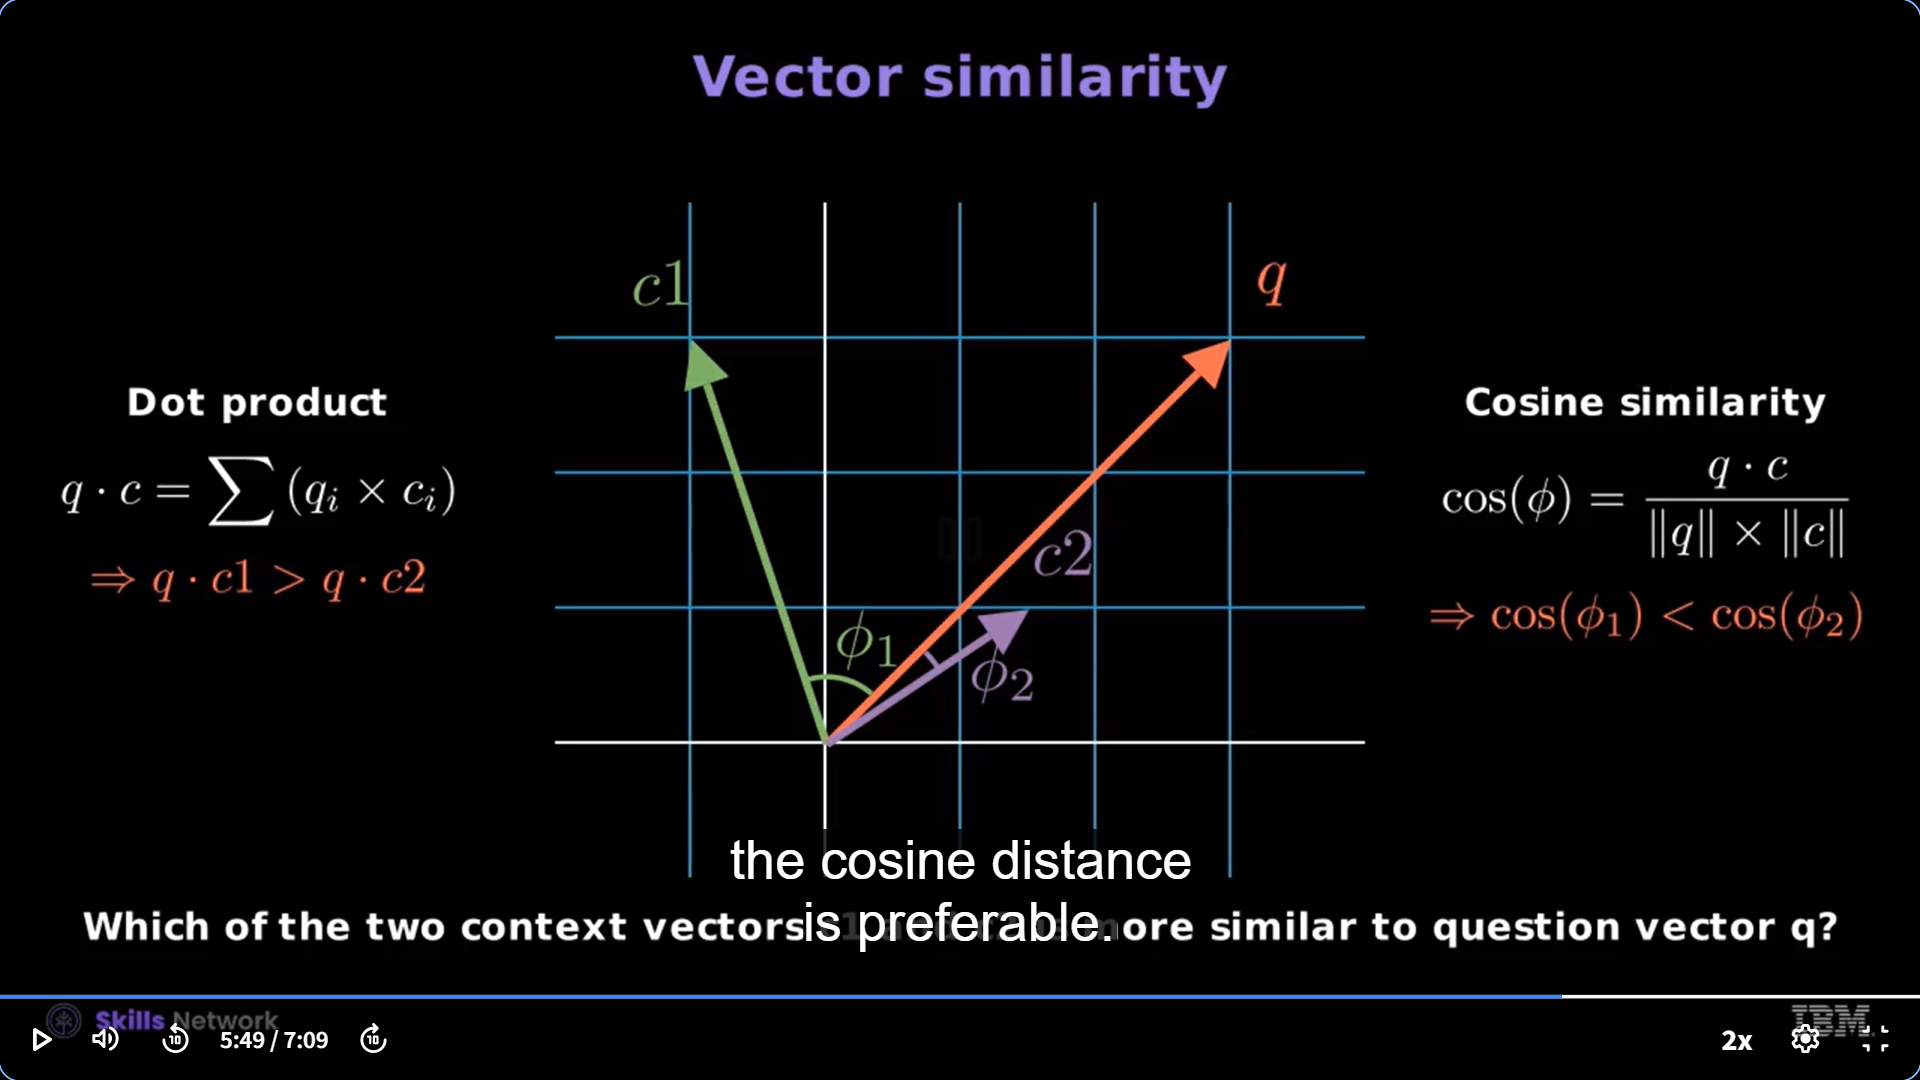 Vector similarity
c1
q
Dot product
q · c = ∑ (qᵢ × cᵢ)
⇒ q · c1 > q · c2
Cosine similarity
cos(ϕ) = q · c / ‖q‖ × ‖c‖
⇒ cos(ϕ₁) < cos(ϕ₂)
c2
ϕ₁
ϕ₂
the cosine distance
is preferable.
Which of the two context vectors ore similar to question vector q?
Skills Network
IBM
5:49 / 7:09
10
10
2x